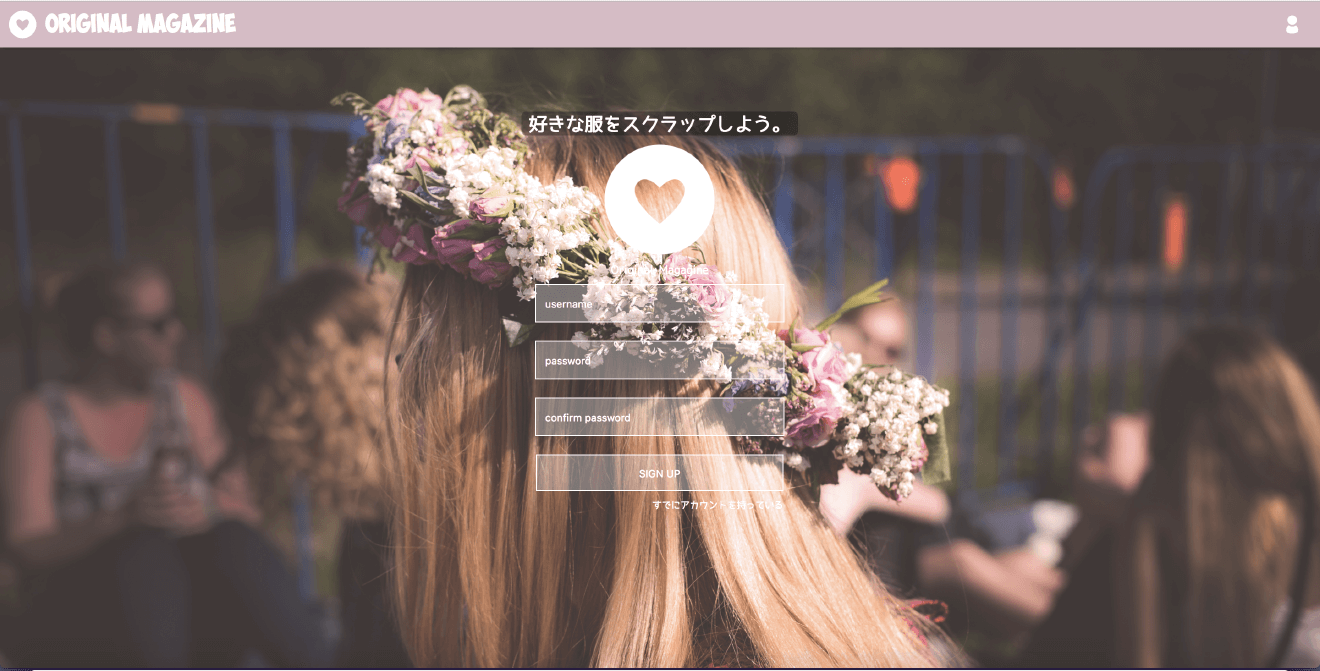 ORIGINAL MAGAZINE
好きな服をスクラップしよう。
Original Magazine
username
password
confirm password
SIGN UP
すでにアカウントを持っている